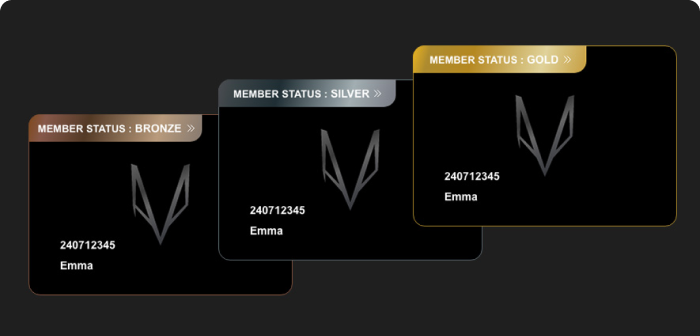 MEMBER STATUS : BRONZE
240712345
Emma
MEMBER STATUS : SILVER
240712345
Emma
MEMBER STATUS : GOLD
240712345
Emma